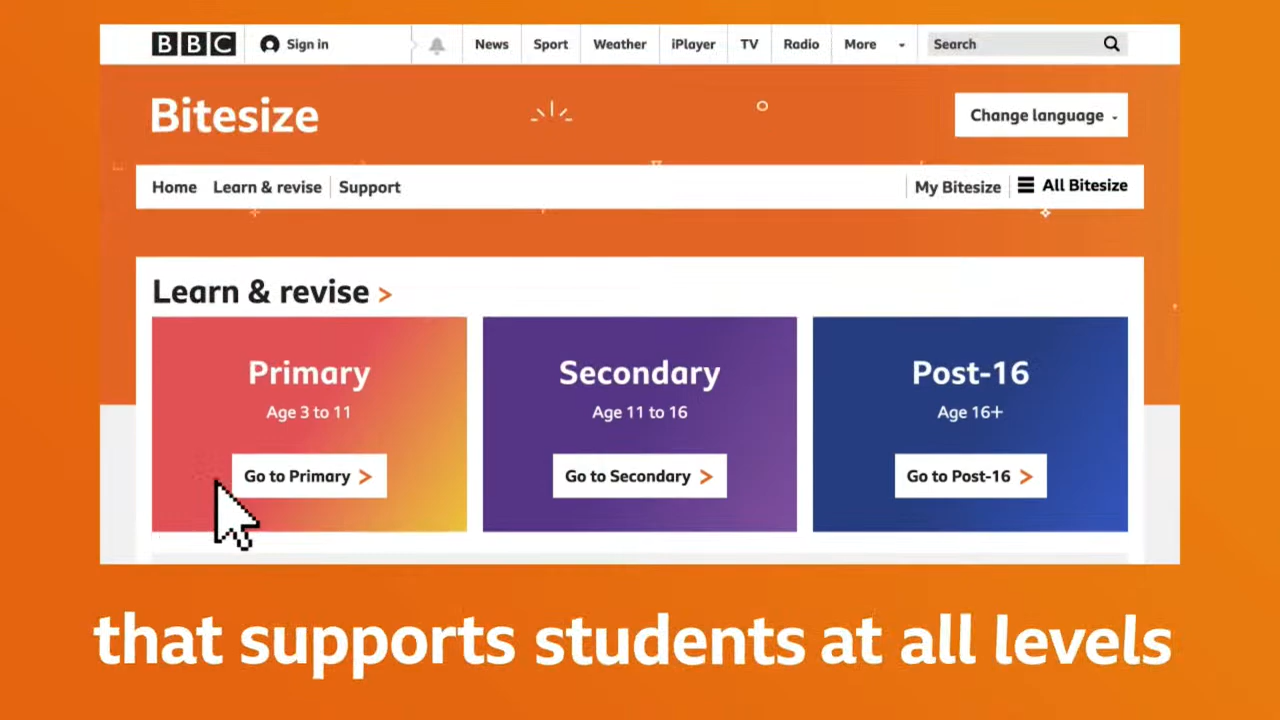 BBC Sign in News Sport Weather iPlayer TV Radio More Search
Bitesize
Change language
Home Learn & revise Support My Bitesize All Bitesize
Learn & revise >
Primary
Age 3 to 11
Go to Primary >
Secondary
Age 11 to 16
Go to Secondary >
Post-16
Age 16+
Go to Post-16 >
that supports students at all levels